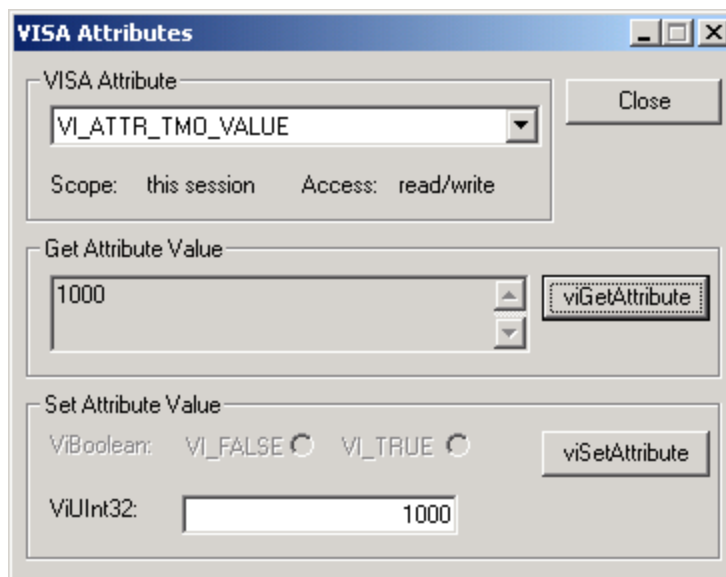 VISA Attributes
VISA Attribute
Close
VI_ATTR_TMO_VALUE
Scope: this session Access: read/write
Get Attribute Value
1000
viGetAttribute
Set Attribute Value
ViBoolean: VI_FALSE VI_TRUE
viSetAttribute
ViUInt32: 1000